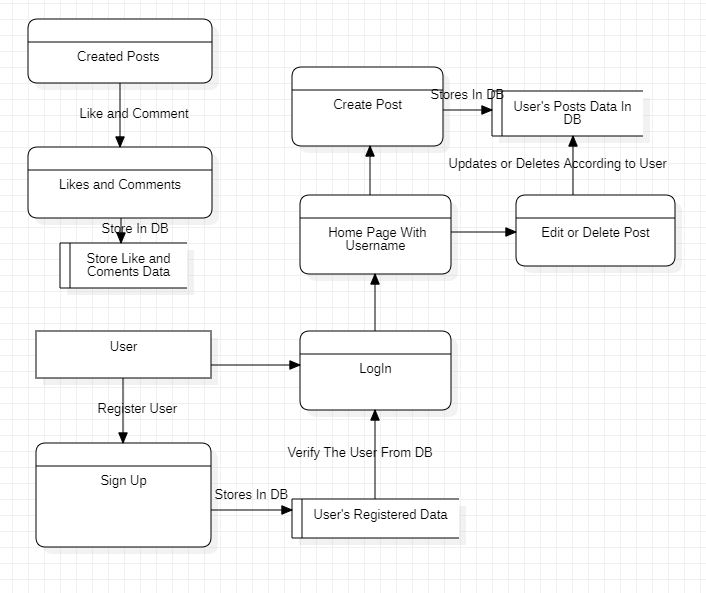 Created Posts
Like and Comment
Likes and Comments
Store In DB
Store Like and
Coments Data
Create Post
Stores In DB
User's Posts Data In
DB
Updates or Deletes According to User
Home Page With
Username
Edit or Delete Post
User
LogIn
Register User
Verify The User From DB
Sign Up
Stores In DB
User's Registered Data